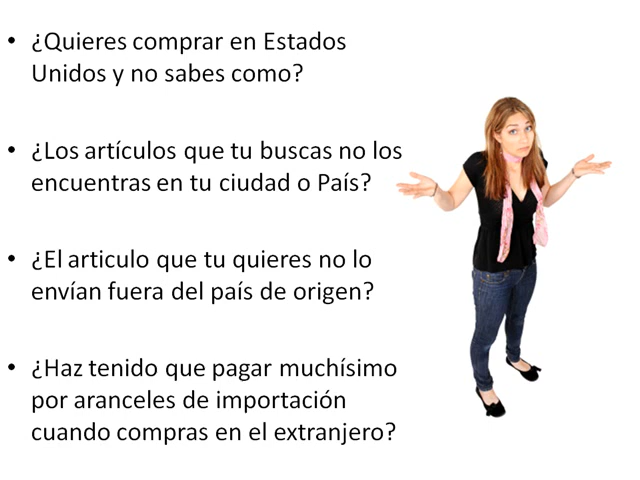 • ¿Quieres comprar en Estados
Unidos y no sabes como?
• ¿Los artículos que tu buscas no los
encuentras en tu ciudad o País?
• ¿El articulo que tu quieres no lo
envían fuera del país de origen?
• ¿Haz tenido que pagar muchísimo
por aranceles de importación
cuando compras en el extranjero?